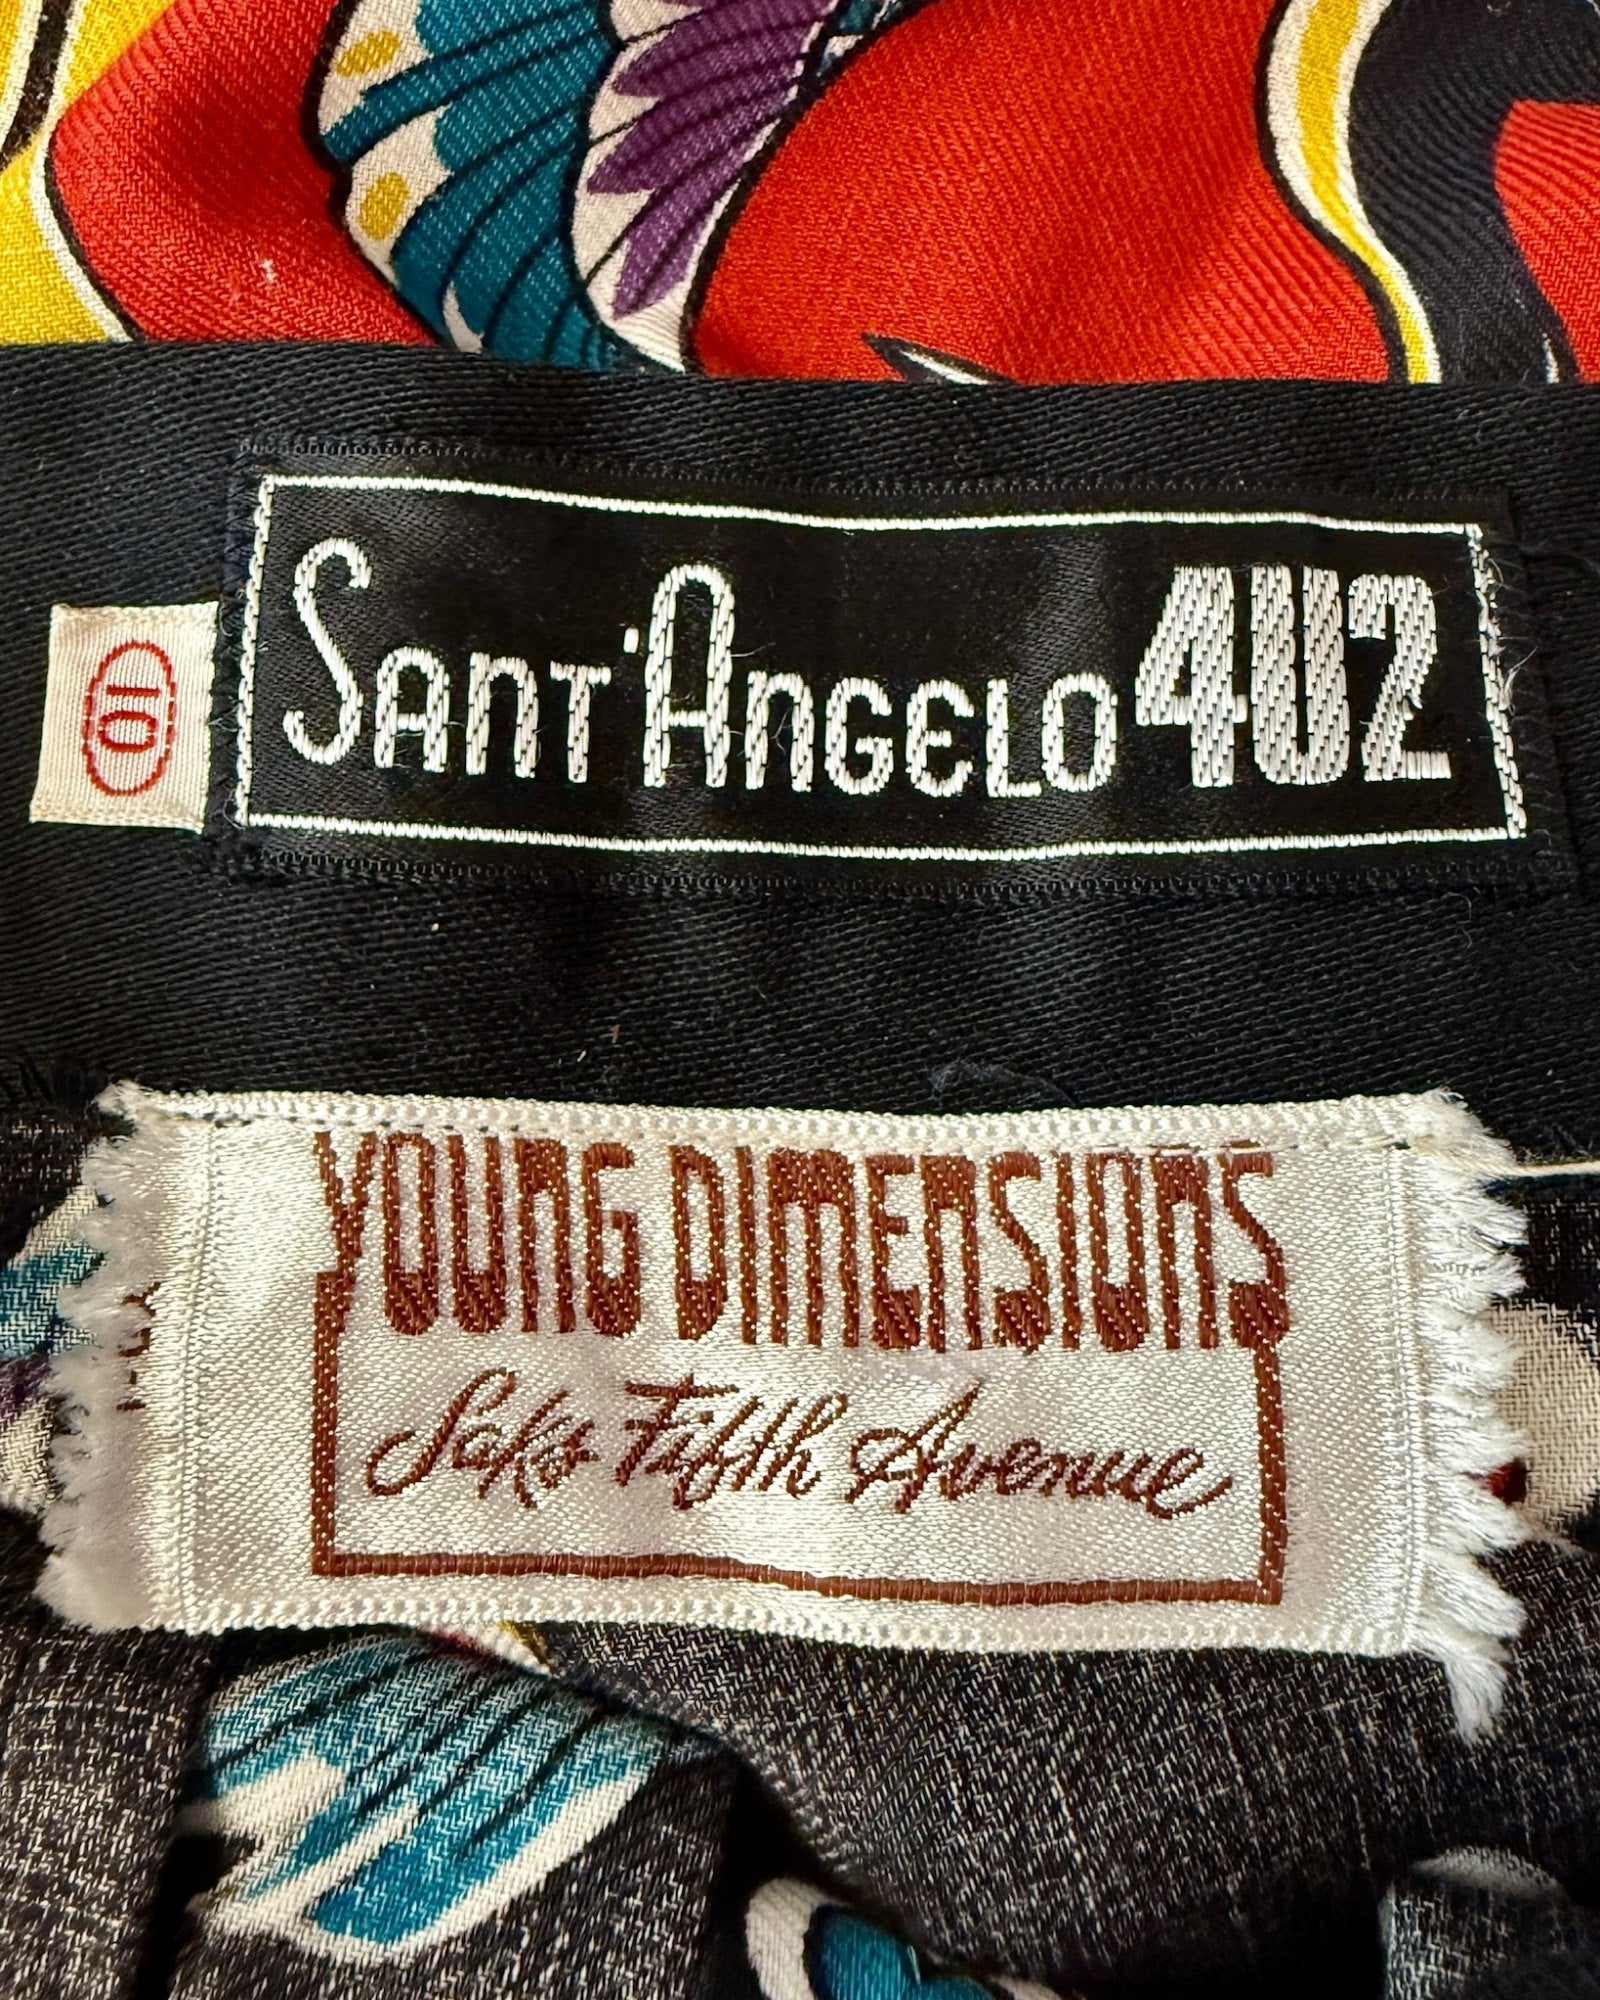 10
Sant'Angelo 4U2
YOUNG DIMENSIONS
Saks Fifth Avenue